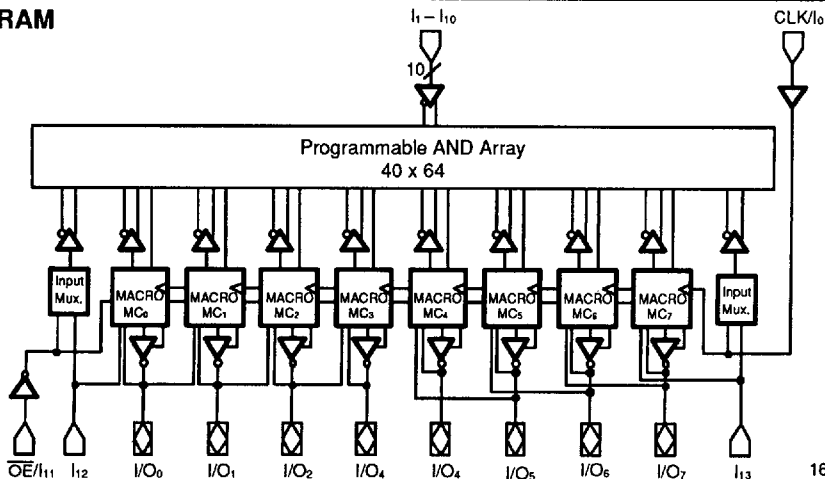 RAM
I₁ – I₁₀
CLK/I₀
10
Programmable AND Array
40 x 64
Input
Mux.
MACRO
MC₀
MACRO
MC₁
MACRO
MC₂
MACRO
MC₃
MACRO
MC₄
MACRO
MC₅
MACRO
MC₆
MACRO
MC₇
Input
Mux.
O̅E̅/I₁₁
I₁₂
I/O₀
I/O₁
I/O₂
I/O₄
I/O₄
I/O₅
I/O₆
I/O₇
I₁₃
16